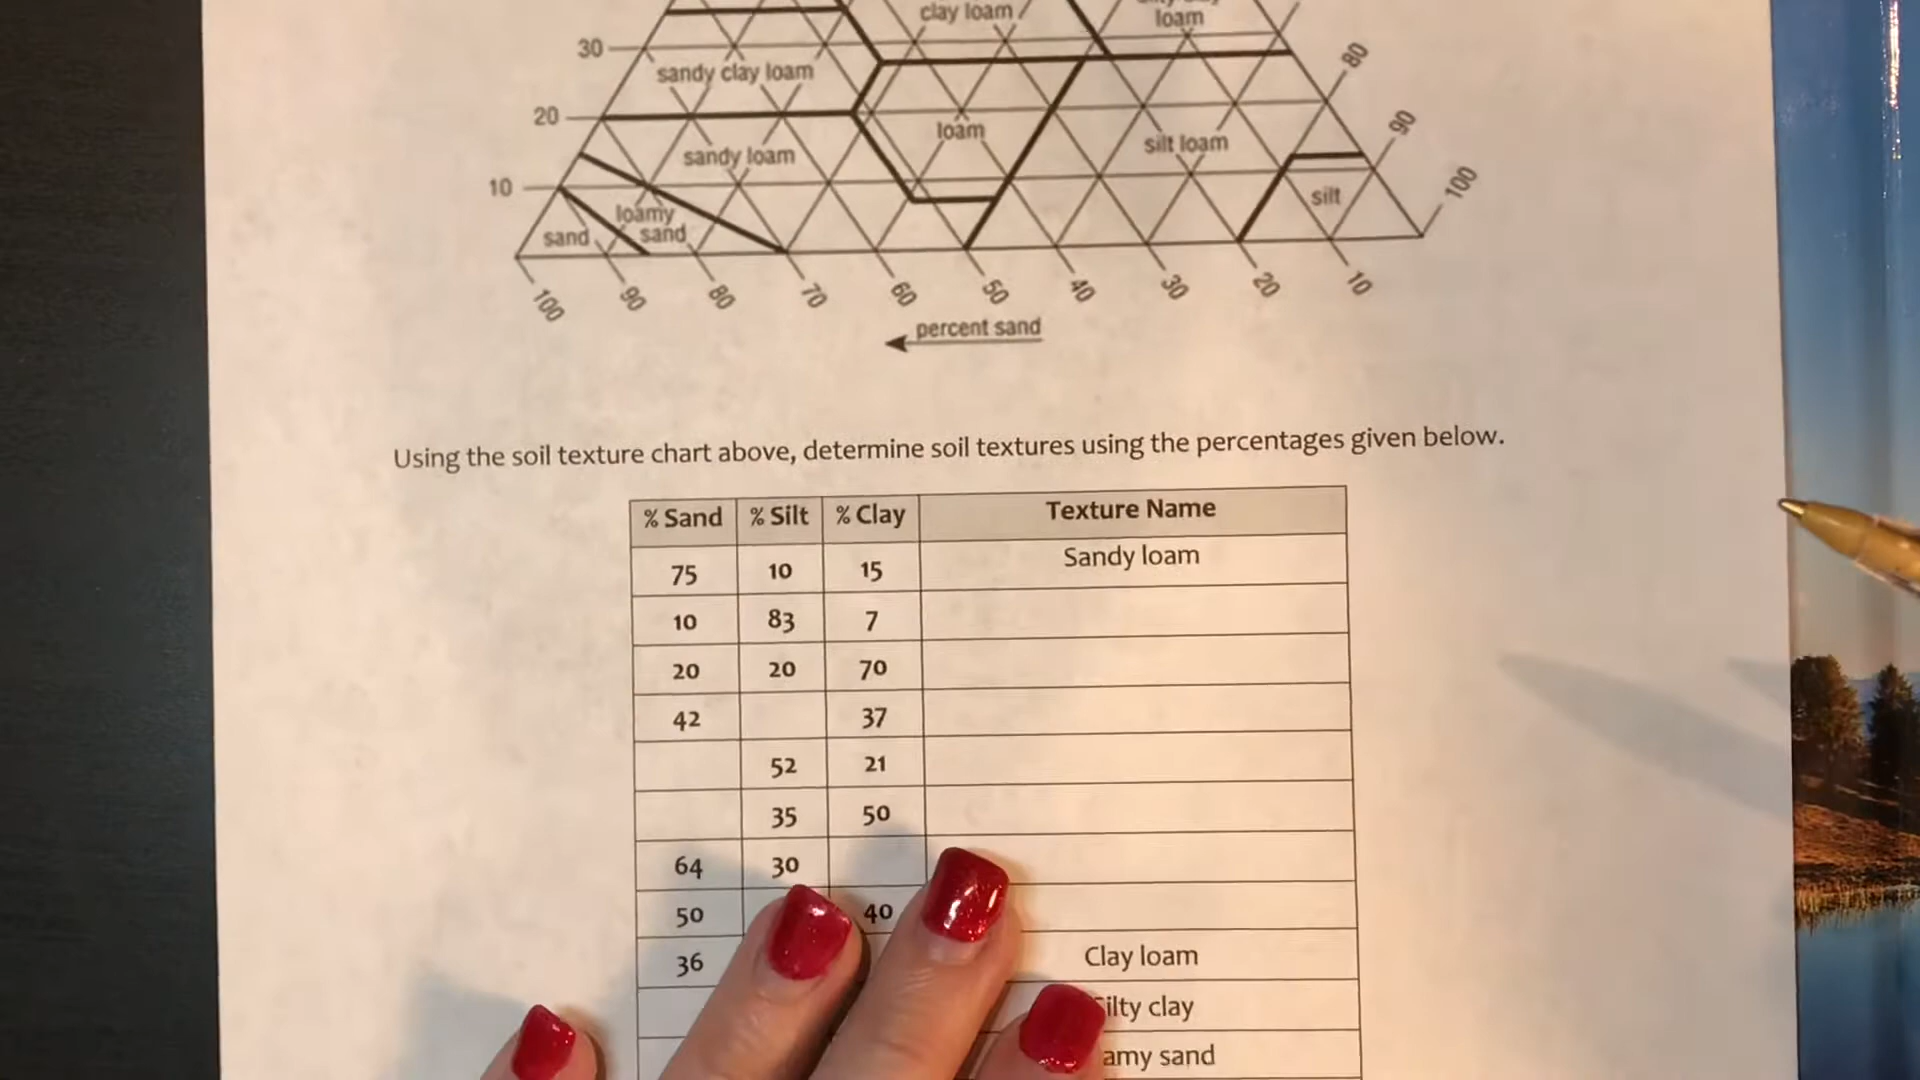 clay loam
loam
30
80
sandy clay loam
20
90
loam
silt loam
sandy loam
10
100
silt
loamy
sand
sand
100
90
80
70
60
50
40
30
20
10
percent sand
Using the soil texture chart above, determine soil textures using the percentages given below.
% Sand % Silt % Clay Texture Name
75 10 15 Sandy loam
10 83 7
20 20 70
42 37
52 21
35 50
64 30
50 40
36 Clay loam
ilty clay
amy sand